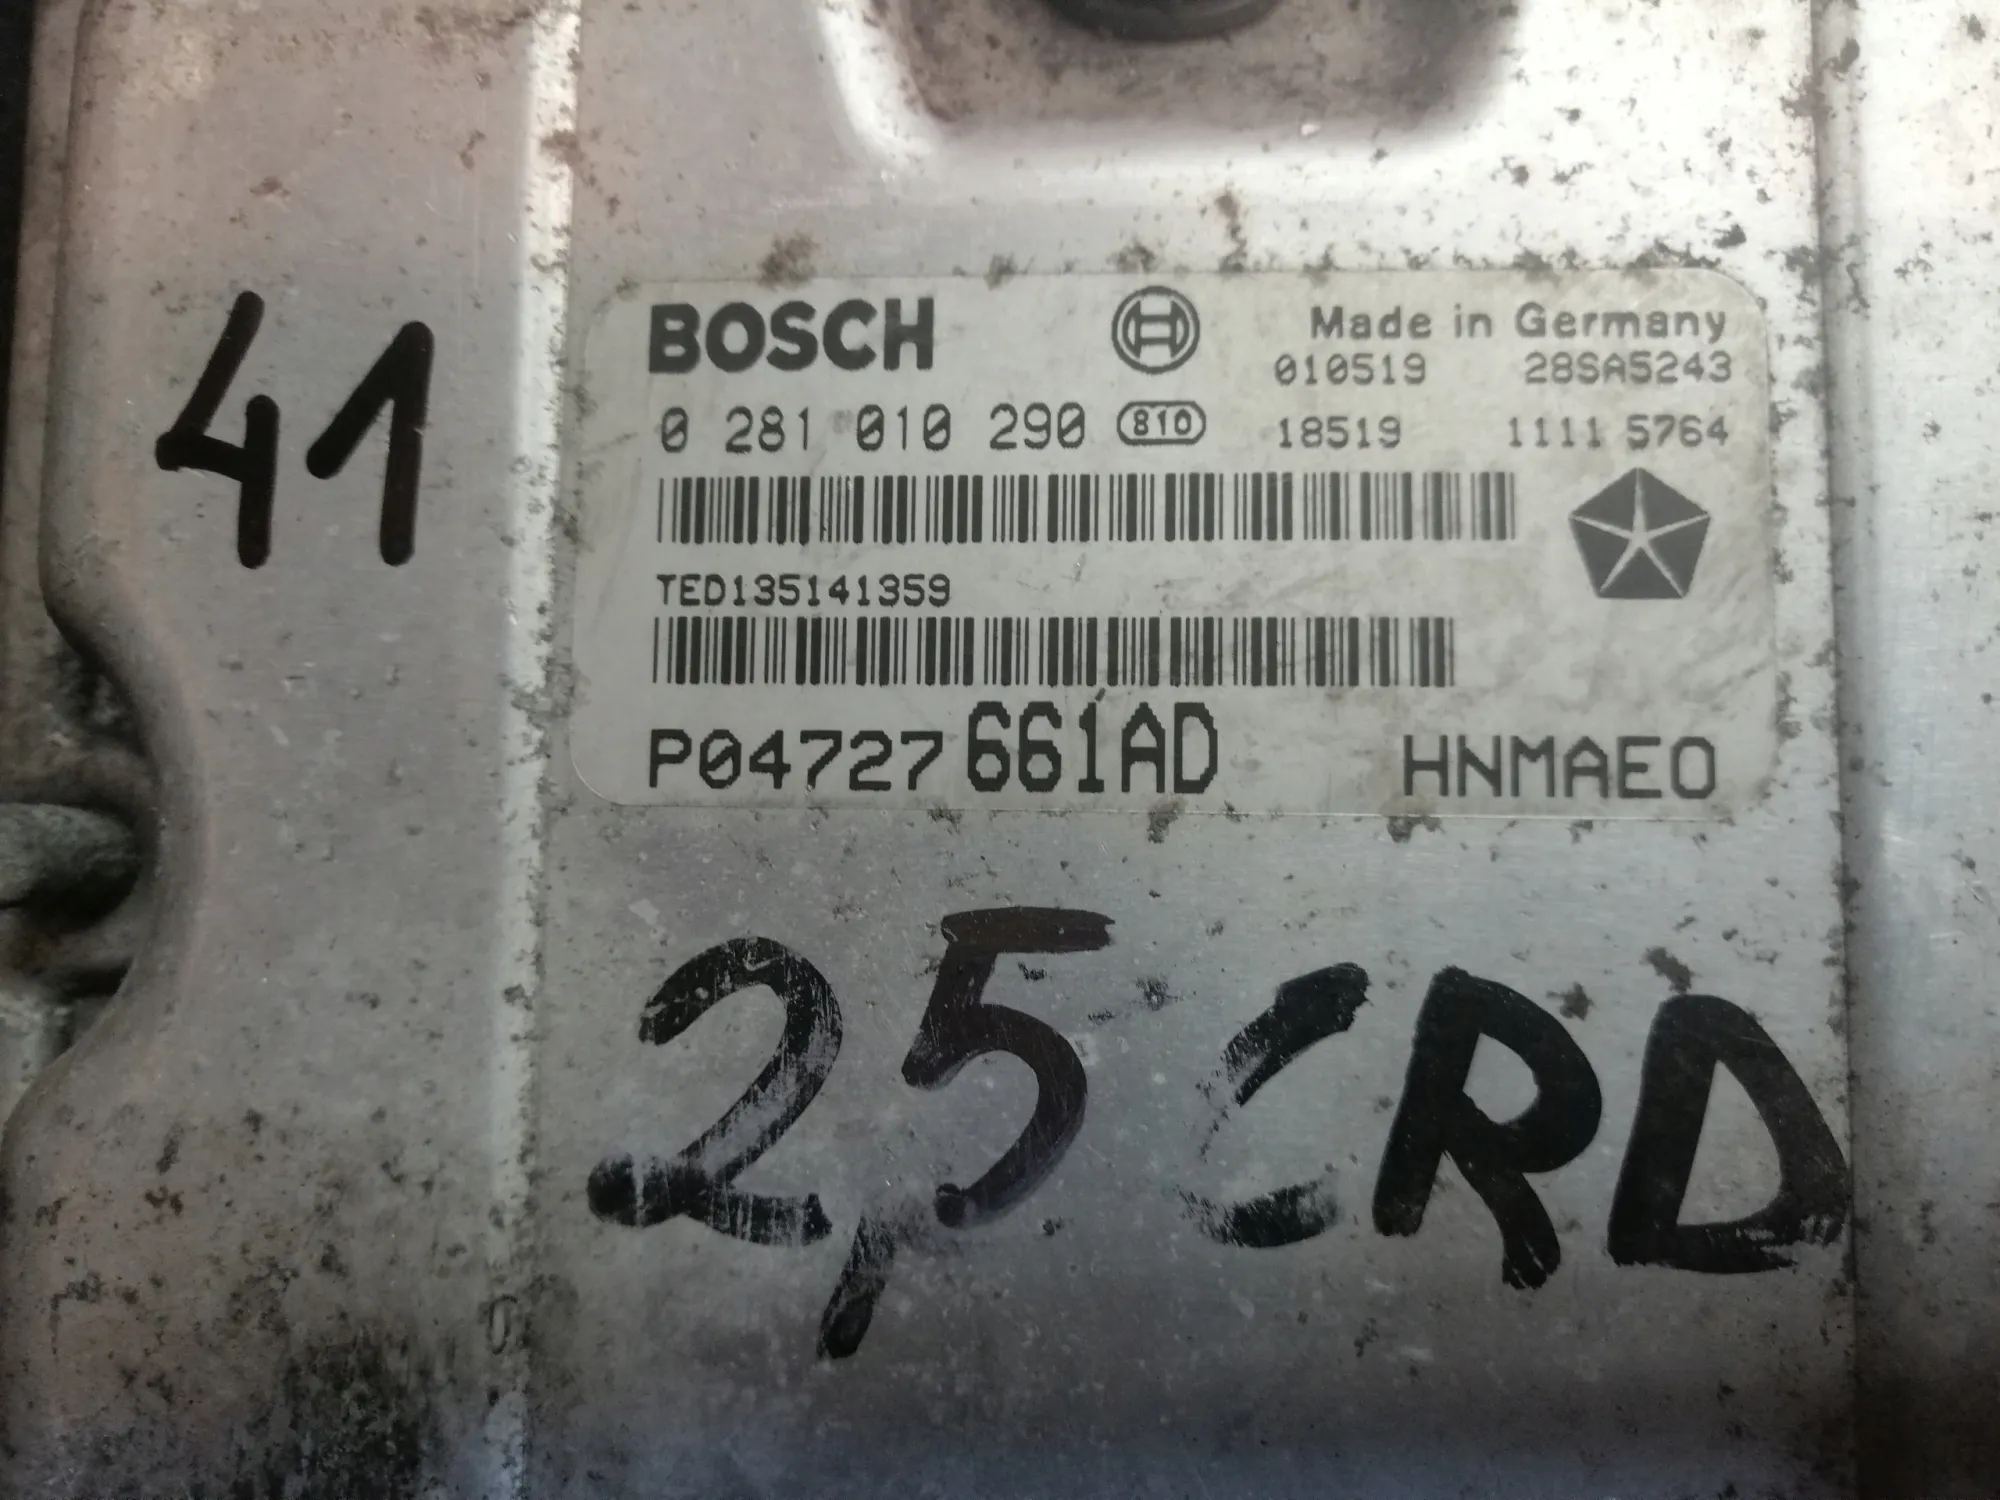 41
BOSCH
Made in Germany
010519 28SA5243
0 281 010 290 810 18519 1111 5764
TED135141359
P04727661AD HNMAE0
2,5 CRD